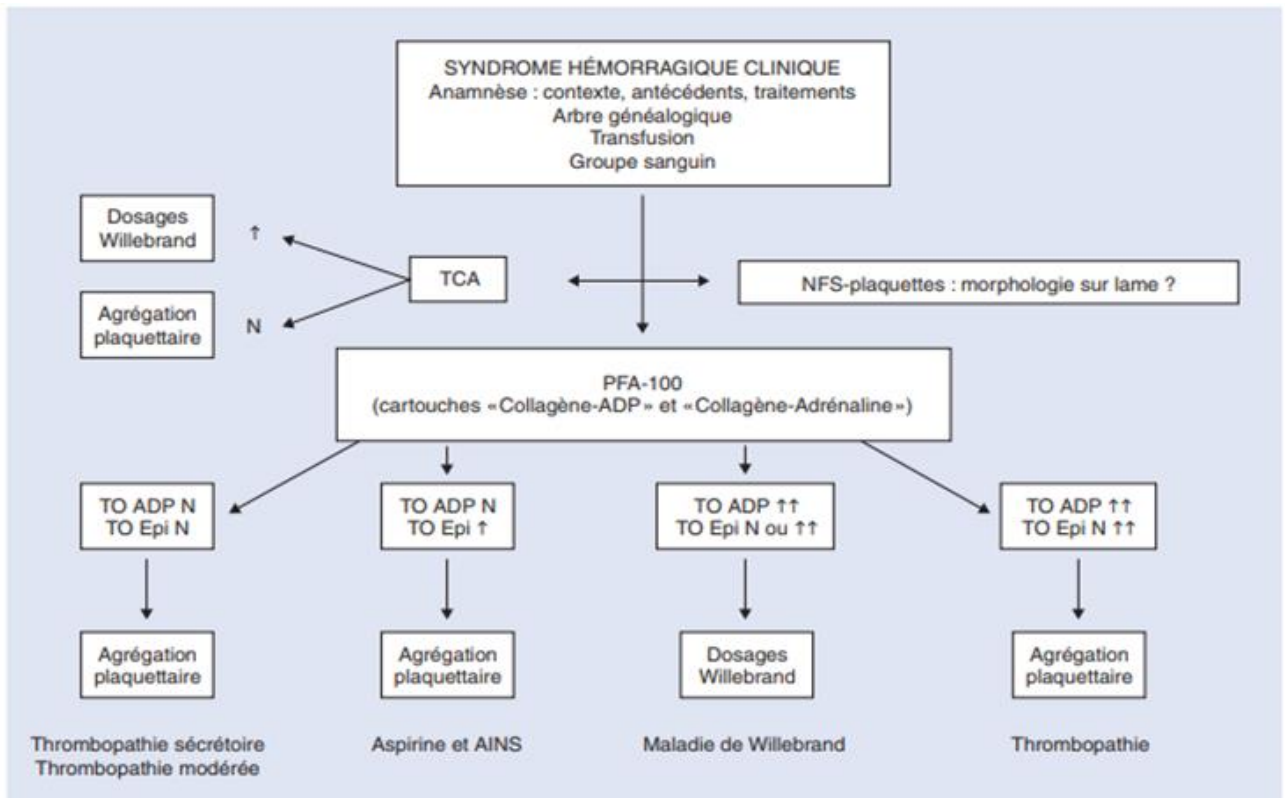 SYNDROME HÉMORRAGIQUE CLINIQUE
Anamnèse : contexte, antécédents, traitements
Arbre généalogique
Transfusion
Groupe sanguin
Dosages
Willebrand
↑
TCA
NFS-plaquettes : morphologie sur lame ?
Agrégation
plaquettaire
N
PFA-100
(cartouches «Collagène-ADP» et «Collagène-Adrénaline»)
TO ADP N
TO Epi N
TO ADP N
TO Epi ↑
TO ADP ↑↑
TO Epi N ou ↑↑
TO ADP ↑↑
TO Epi N ↑↑
Agrégation
plaquettaire
Agrégation
plaquettaire
Dosages
Willebrand
Agrégation
plaquettaire
Thrombopathie sécrétoire
Thrombopathie modérée
Aspirine et AINS
Maladie de Willebrand
Thrombopathie